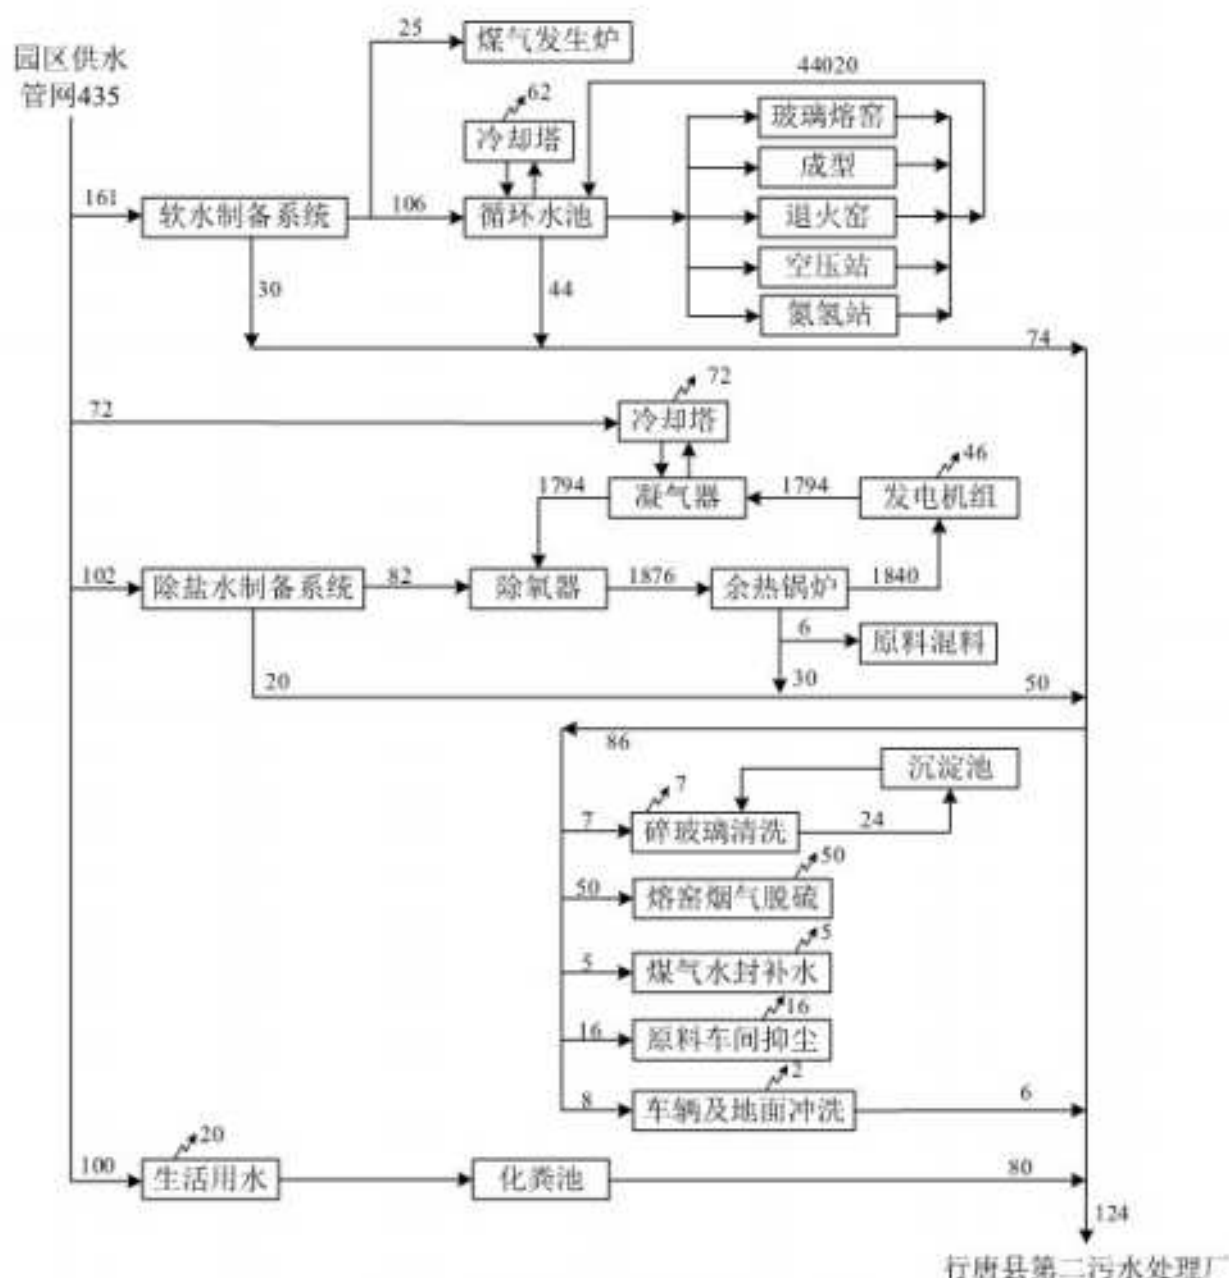 25
煤气发生炉
园区供水
管网435
44020
62
冷却塔
玻璃熔窑
成型
161
软水制备系统
106
循环水池
退火窑
空压站
30
44
氮氢站
74
72
72
冷却塔
46
1794
凝气器
1794
发电机组
102
除盐水制备系统
82
除氧器
1876
余热锅炉
1840
6
原料混料
20
30
50
86
沉淀池
7
7
碎玻璃清洗
24
50
50
熔窑烟气脱硫
5
5
煤气水封补水
16
16
原料车间抑尘
2
8
车辆及地面冲洗
6
20
100
生活用水
化粪池
80
124
行唐县第二污水处理厂